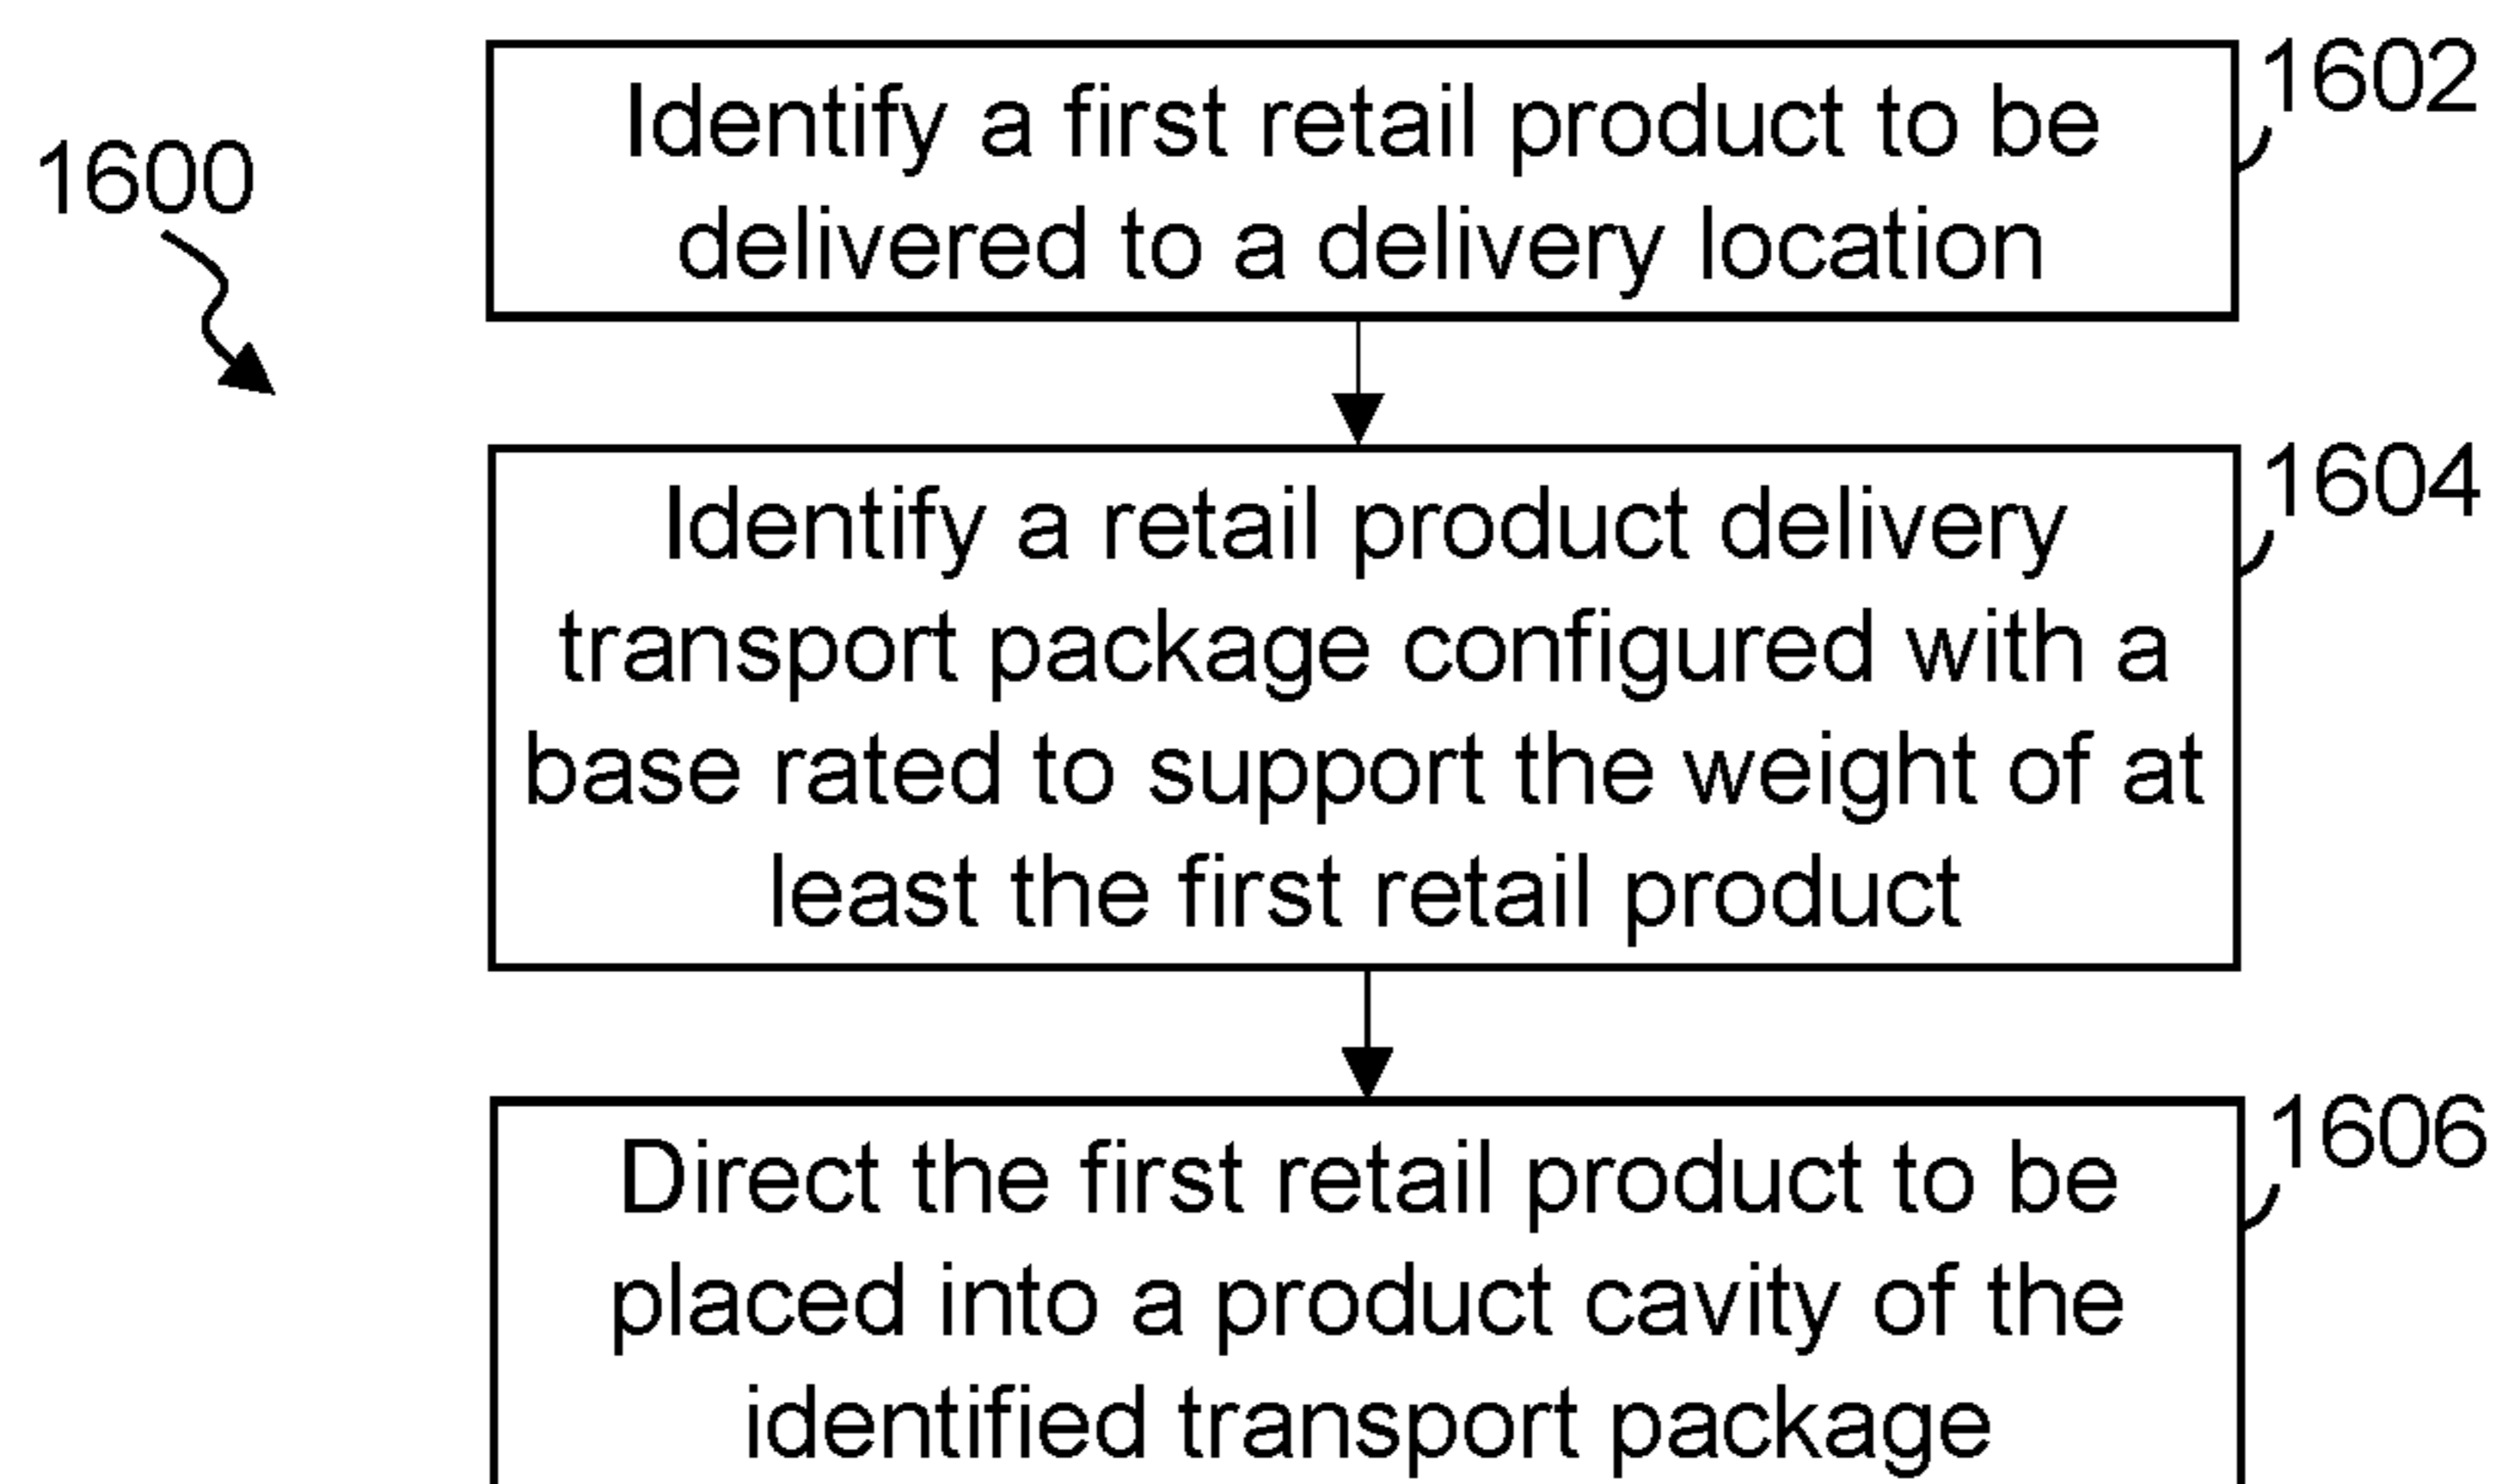 1600
Identify a first retail product to be
delivered to a delivery location
1602
Identify a retail product delivery
transport package configured with a
base rated to support the weight of at
least the first retail product
1604
Direct the first retail product to be
placed into a product cavity of the
identified transport package
1606